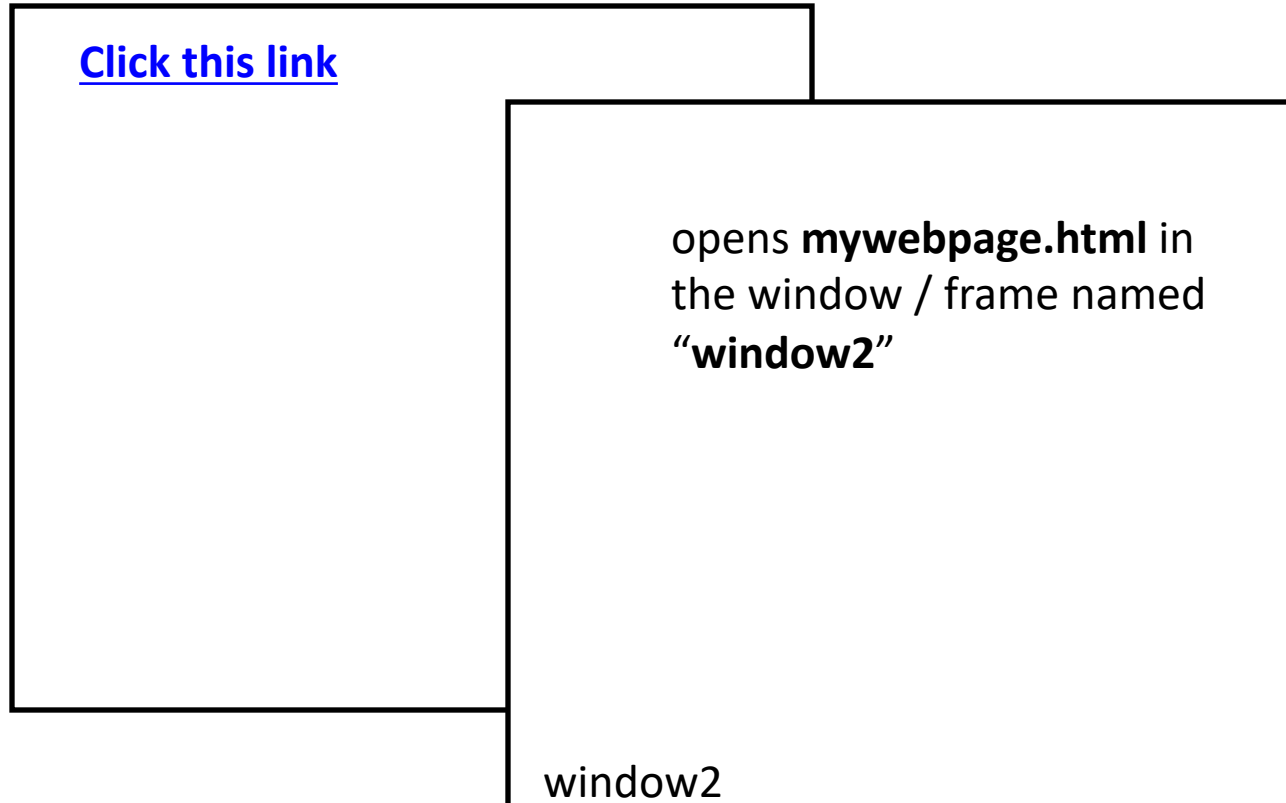 Click this link
opens mywebpage.html in
the window / frame named
“window2”
window2